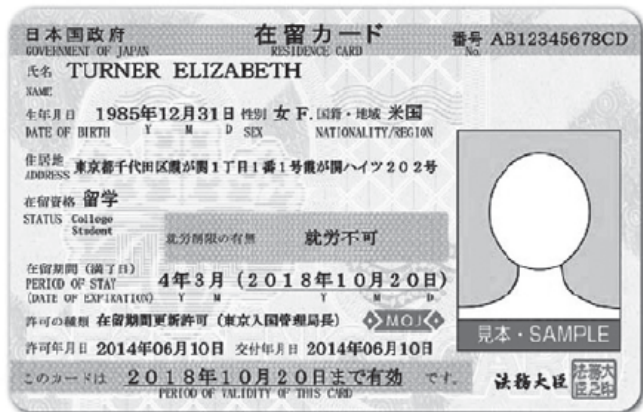 日本国政府 在留カード 番号 AB12345678CD
GOVERNMENT OF JAPAN RESIDENCE CARD No.
氏名 TURNER ELIZABETH
NAME
生年月日 1985年12月31日 性別 女 F. 国籍・地域 米国
DATE OF BIRTH Y M D SEX NATIONALITY/REGION
住居地 東京都千代田区霞が関1丁目1番1号霞が関ハイツ202号
ADDRESS
在留資格 留学
STATUS College
Student
就労制限の有無 就労不可
在留期間(満了日) 4年3月(2018年10月20日)
PERIOD OF STAY Y M Y M D
(DATE OF EXPIRATION)
許可の種類 在留期間更新許可(東京入国管理局長) MOJ
見本・SAMPLE
許可年月日 2014年06月10日 交付年月日 2014年06月10日
このカードは 2018年10月20日まで有効 です。
PERIOD OF VALIDITY OF THIS CARD
法務大臣